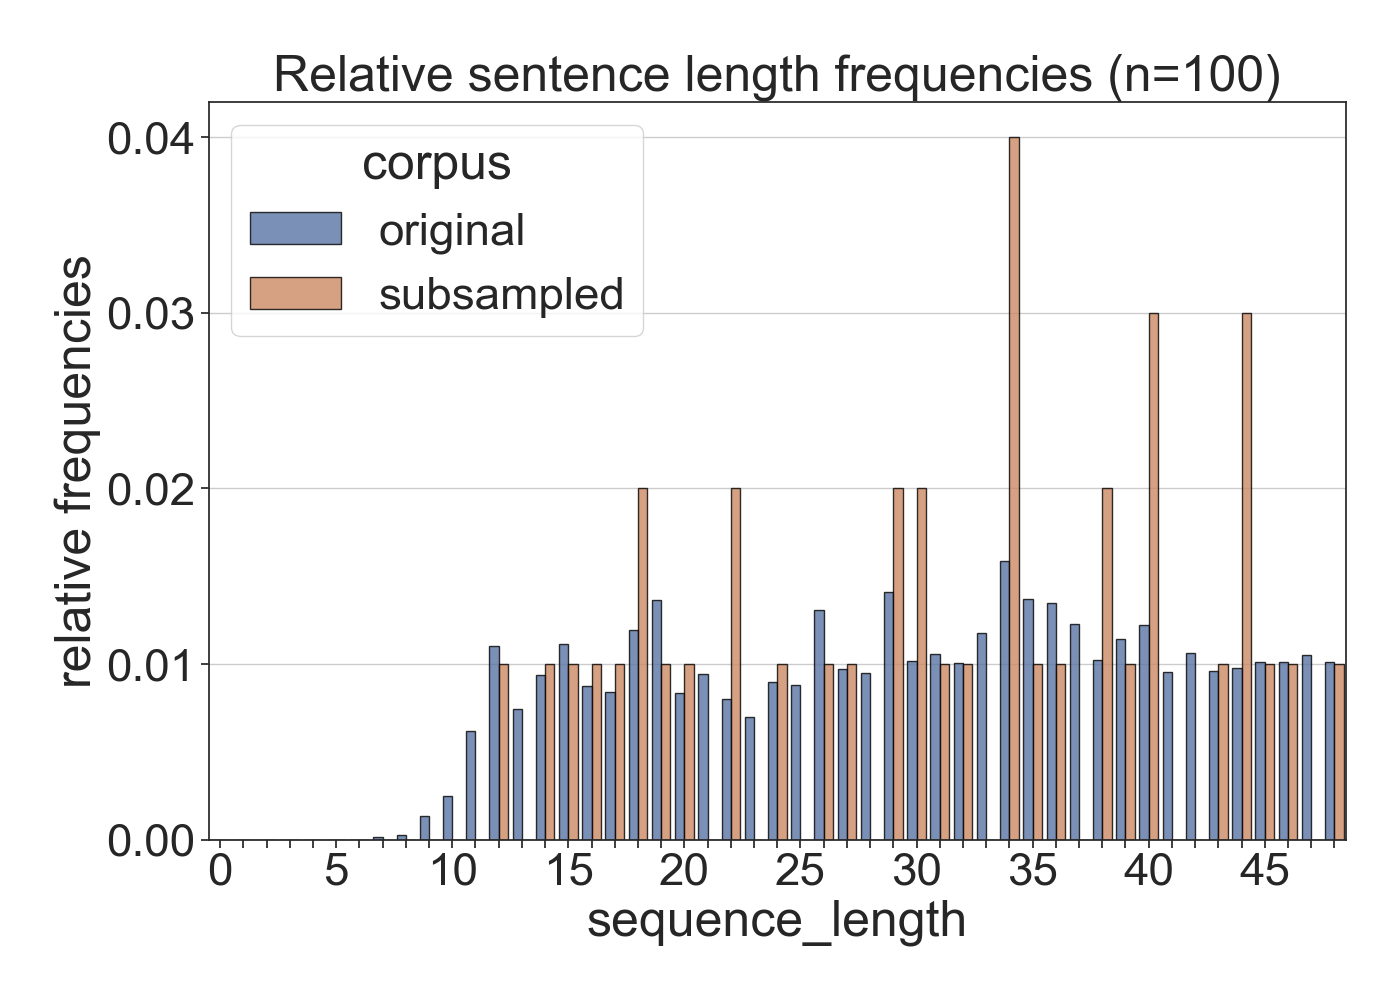 Relative sentence length frequencies (n=100)
corpus
original
subsampled
relative frequencies
0.04
0.03
0.02
0.01
0.00
0 5 10 15 20 25 30 35 40 45
sequence_length